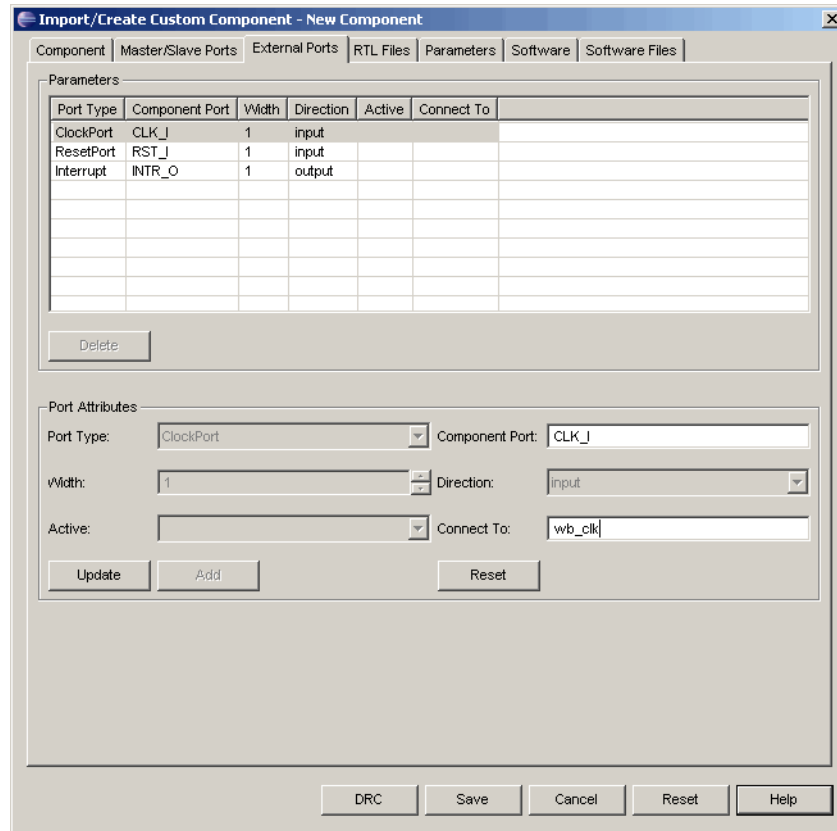 Import/Create Custom Component - New Component
Component Master/Slave Ports External Ports RTL Files Parameters Software Software Files
Parameters
Port Type Component Port Width Direction Active Connect To
ClockPort CLK_I 1 input
ResetPort RST_I 1 input
Interrupt INTR_O 1 output
Delete
Port Attributes
Port Type: ClockPort Component Port: CLK_I
Width: 1 Direction: input
Active: Connect To: wb_clk
Update Add Reset
DRC Save Cancel Reset Help